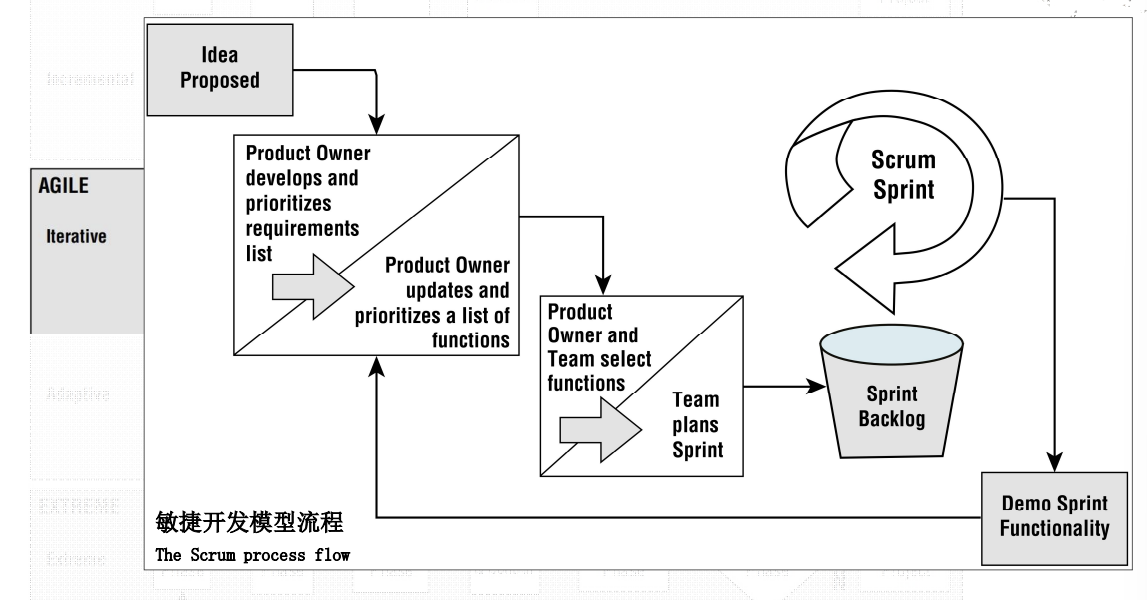 Idea
Proposed
Incremental
Product Owner
develops and
prioritizes
requirements
list
Product Owner
updates and
prioritizes a list of
functions
Scrum
Sprint
AGILE
Iterative
Product
Owner and
Team select
functions
Team
plans
Sprint
Sprint
Backlog
Adaptive
Demo Sprint
Functionality
EXTREME
Extreme
敏捷开发模型流程
The Scrum process flow